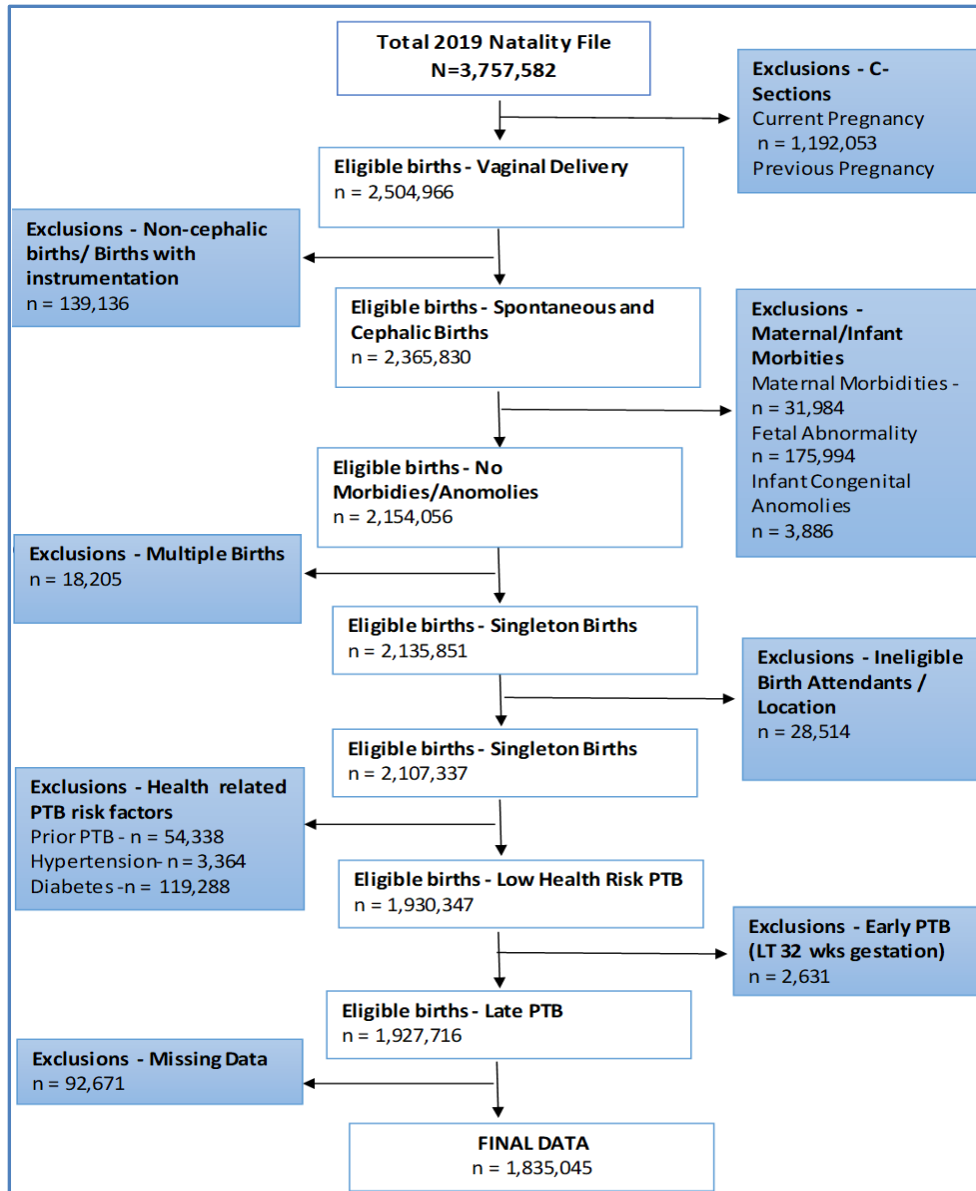 Total 2019 Natality File
N=3,757,582
Exclusions - C-
Sections
Current Pregnancy
n = 1,192,053
Previous Pregnancy
Eligible births - Vaginal Delivery
n = 2,504,966
Exclusions - Non-cephalic
births/ Births with
instrumentation
n = 139,136
Eligible births - Spontaneous and
Cephalic Births
n = 2,365,830
Exclusions -
Maternal/Infant
Morbities
Maternal Morbidities -
n = 31,984
Fetal Abnormality
n = 175,994
Infant Congenital
Anomolies
n = 3,886
Eligible births - No
Morbidies/Anomolies
n = 2,154,056
Exclusions - Multiple Births
n = 18,205
Eligible births - Singleton Births
n = 2,135,851
Exclusions - Ineligible
Birth Attendants /
Location
n = 28,514
Eligible births - Singleton Births
n = 2,107,337
Exclusions - Health related
PTB risk factors
Prior PTB - n = 54,338
Hypertension- n = 3,364
Diabetes -n = 119,288
Eligible births - Low Health Risk PTB
n = 1,930,347
Exclusions - Early PTB
(LT 32 wks gestation)
n = 2,631
Eligible births - Late PTB
n = 1,927,716
Exclusions - Missing Data
n = 92,671
FINAL DATA
n = 1,835,045